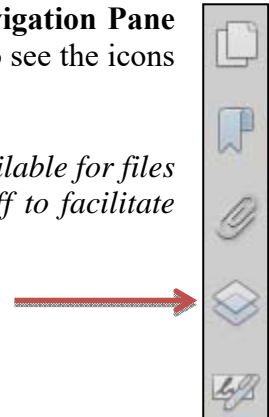 vigation Pane
o see the icons
ilable for files
ff to facilitate